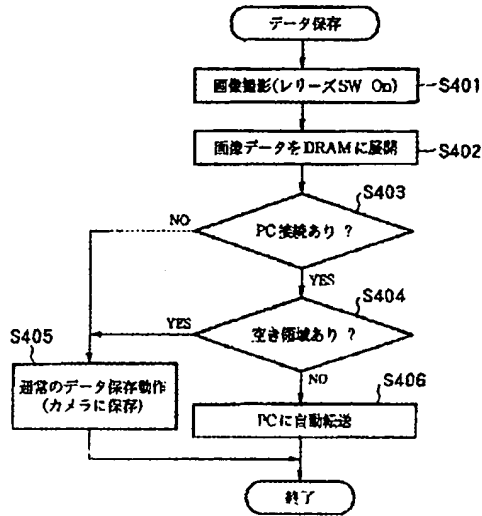 データ保存
画像撮影(レリーズSW On)
S401
画像データをDRAMに展開
S402
S403
NO
PC接続あり ?
YES
S404
YES
空き領域あり ?
S405
NO
S406
通常のデータ保存動作
(カメラに保存)
PCに自動転送
終了